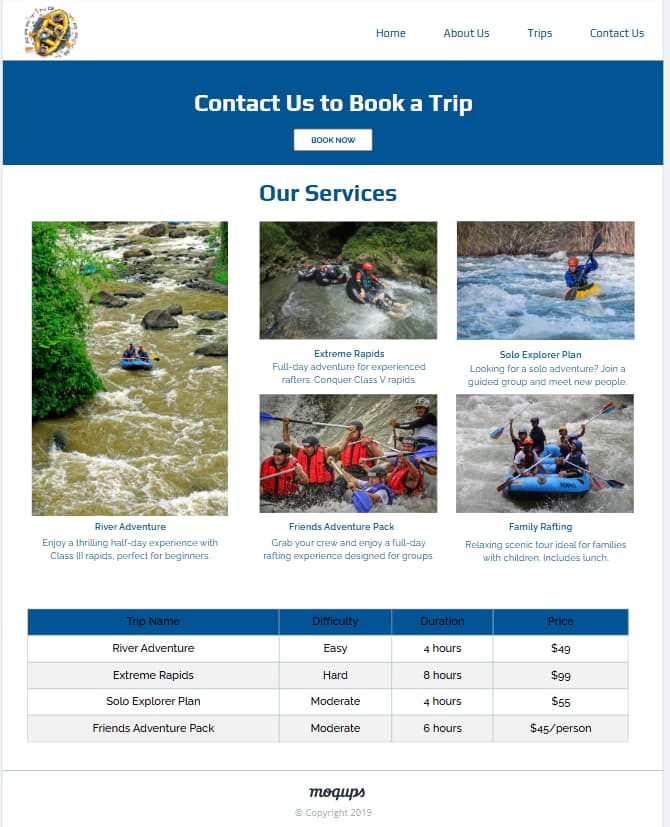 Home About Us Trips Contact Us
Contact Us to Book a Trip
BOOK NOW
Our Services
Extreme Rapids
Full-day adventure for experienced
rafters. Conquer Class V rapids.
Solo Explorer Plan
Looking for a solo adventure? Join a
guided group and meet new people.
River Adventure
Enjoy a thrilling half-day experience with
Class III rapids, perfect for beginners.
Friends Adventure Pack
Grab your crew and enjoy a full-day
rafting experience designed for groups.
Family Rafting
Relaxing scenic tour ideal for families
with children. Includes lunch.
Trip Name Difficulty Duration Price
River Adventure Easy 4 hours $49
Extreme Rapids Hard 8 hours $99
Solo Explorer Plan Moderate 4 hours $55
Friends Adventure Pack Moderate 6 hours $45/person
moqups
© Copyright 2019